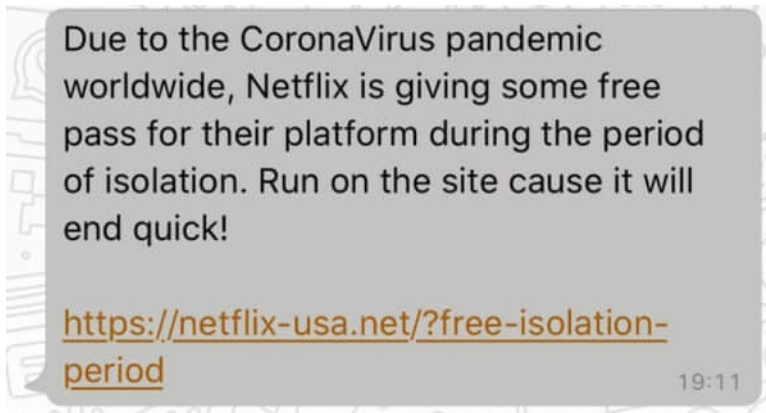 Due to the CoronaVirus pandemic
worldwide, Netflix is giving some free
pass for their platform during the period
of isolation. Run on the site cause it will
end quick!
https://netflix-usa.net/?free-isolation-
period
19:11